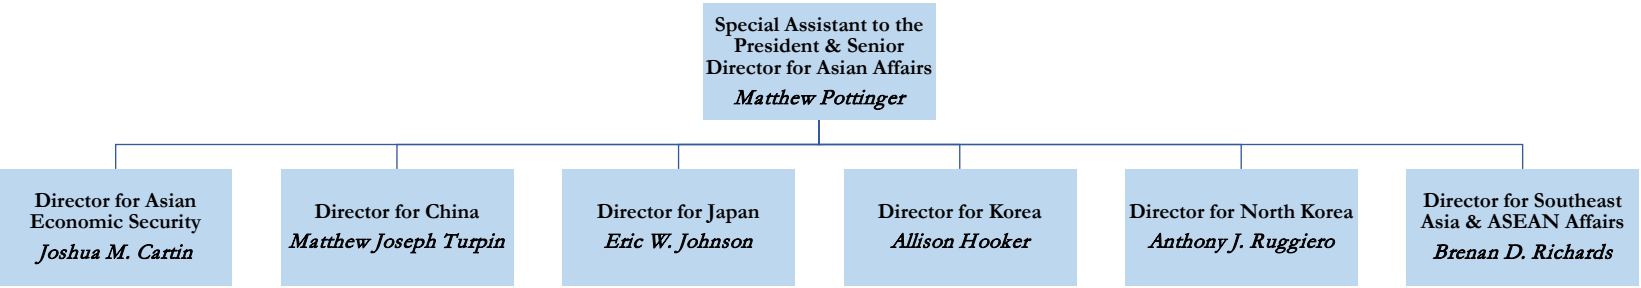 Special Assistant to the
President & Senior
Director for Asian Affairs
Matthew Pottinger
Director for Asian
Economic Security
Joshua M. Cartin
Director for China
Matthew Joseph Turpin
Director for Japan
Eric W. Johnson
Director for Korea
Allison Hooker
Director for North Korea
Anthony J. Ruggiero
Director for Southeast
Asia & ASEAN Affairs
Brenan D. Richards